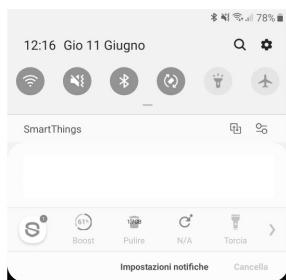 78%
12:16 Gio 11 Giugno
SmartThings
61%
Boost Pulire N/A Torcia
Impostazioni notifiche Cancella